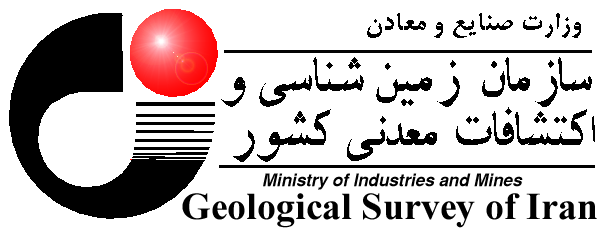 وزارت صنایع و معادن
سازمان زمین شناسی و
اکتشافات معدنی کشور
Ministry of Industries and Mines
Geological Survey of Iran